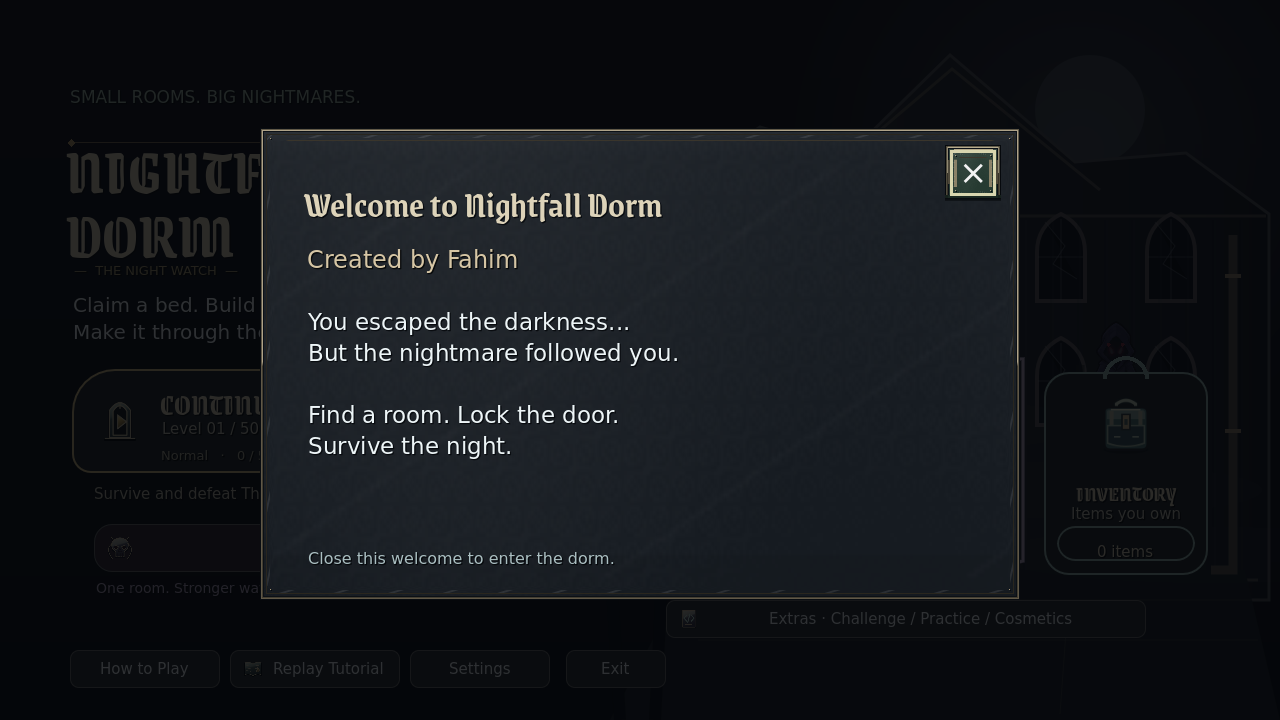 SMALL ROOMS. BIG NIGHTMARES.
NIGHTF
DORM
— THE NIGHT WATCH —
Claim a bed. Build
Make it through the
CONTINU
Level 01 / 50
Normal · 0 /
Survive and defeat Th
One room. Stronger wa
Welcome to Nightfall Dorm
Created by Fahim
You escaped the darkness...
But the nightmare followed you.
Find a room. Lock the door.
Survive the night.
Close this welcome to enter the dorm.
INVENTORY
Items you own
0 items
Extras · Challenge / Practice / Cosmetics
How to Play
Replay Tutorial
Settings
Exit